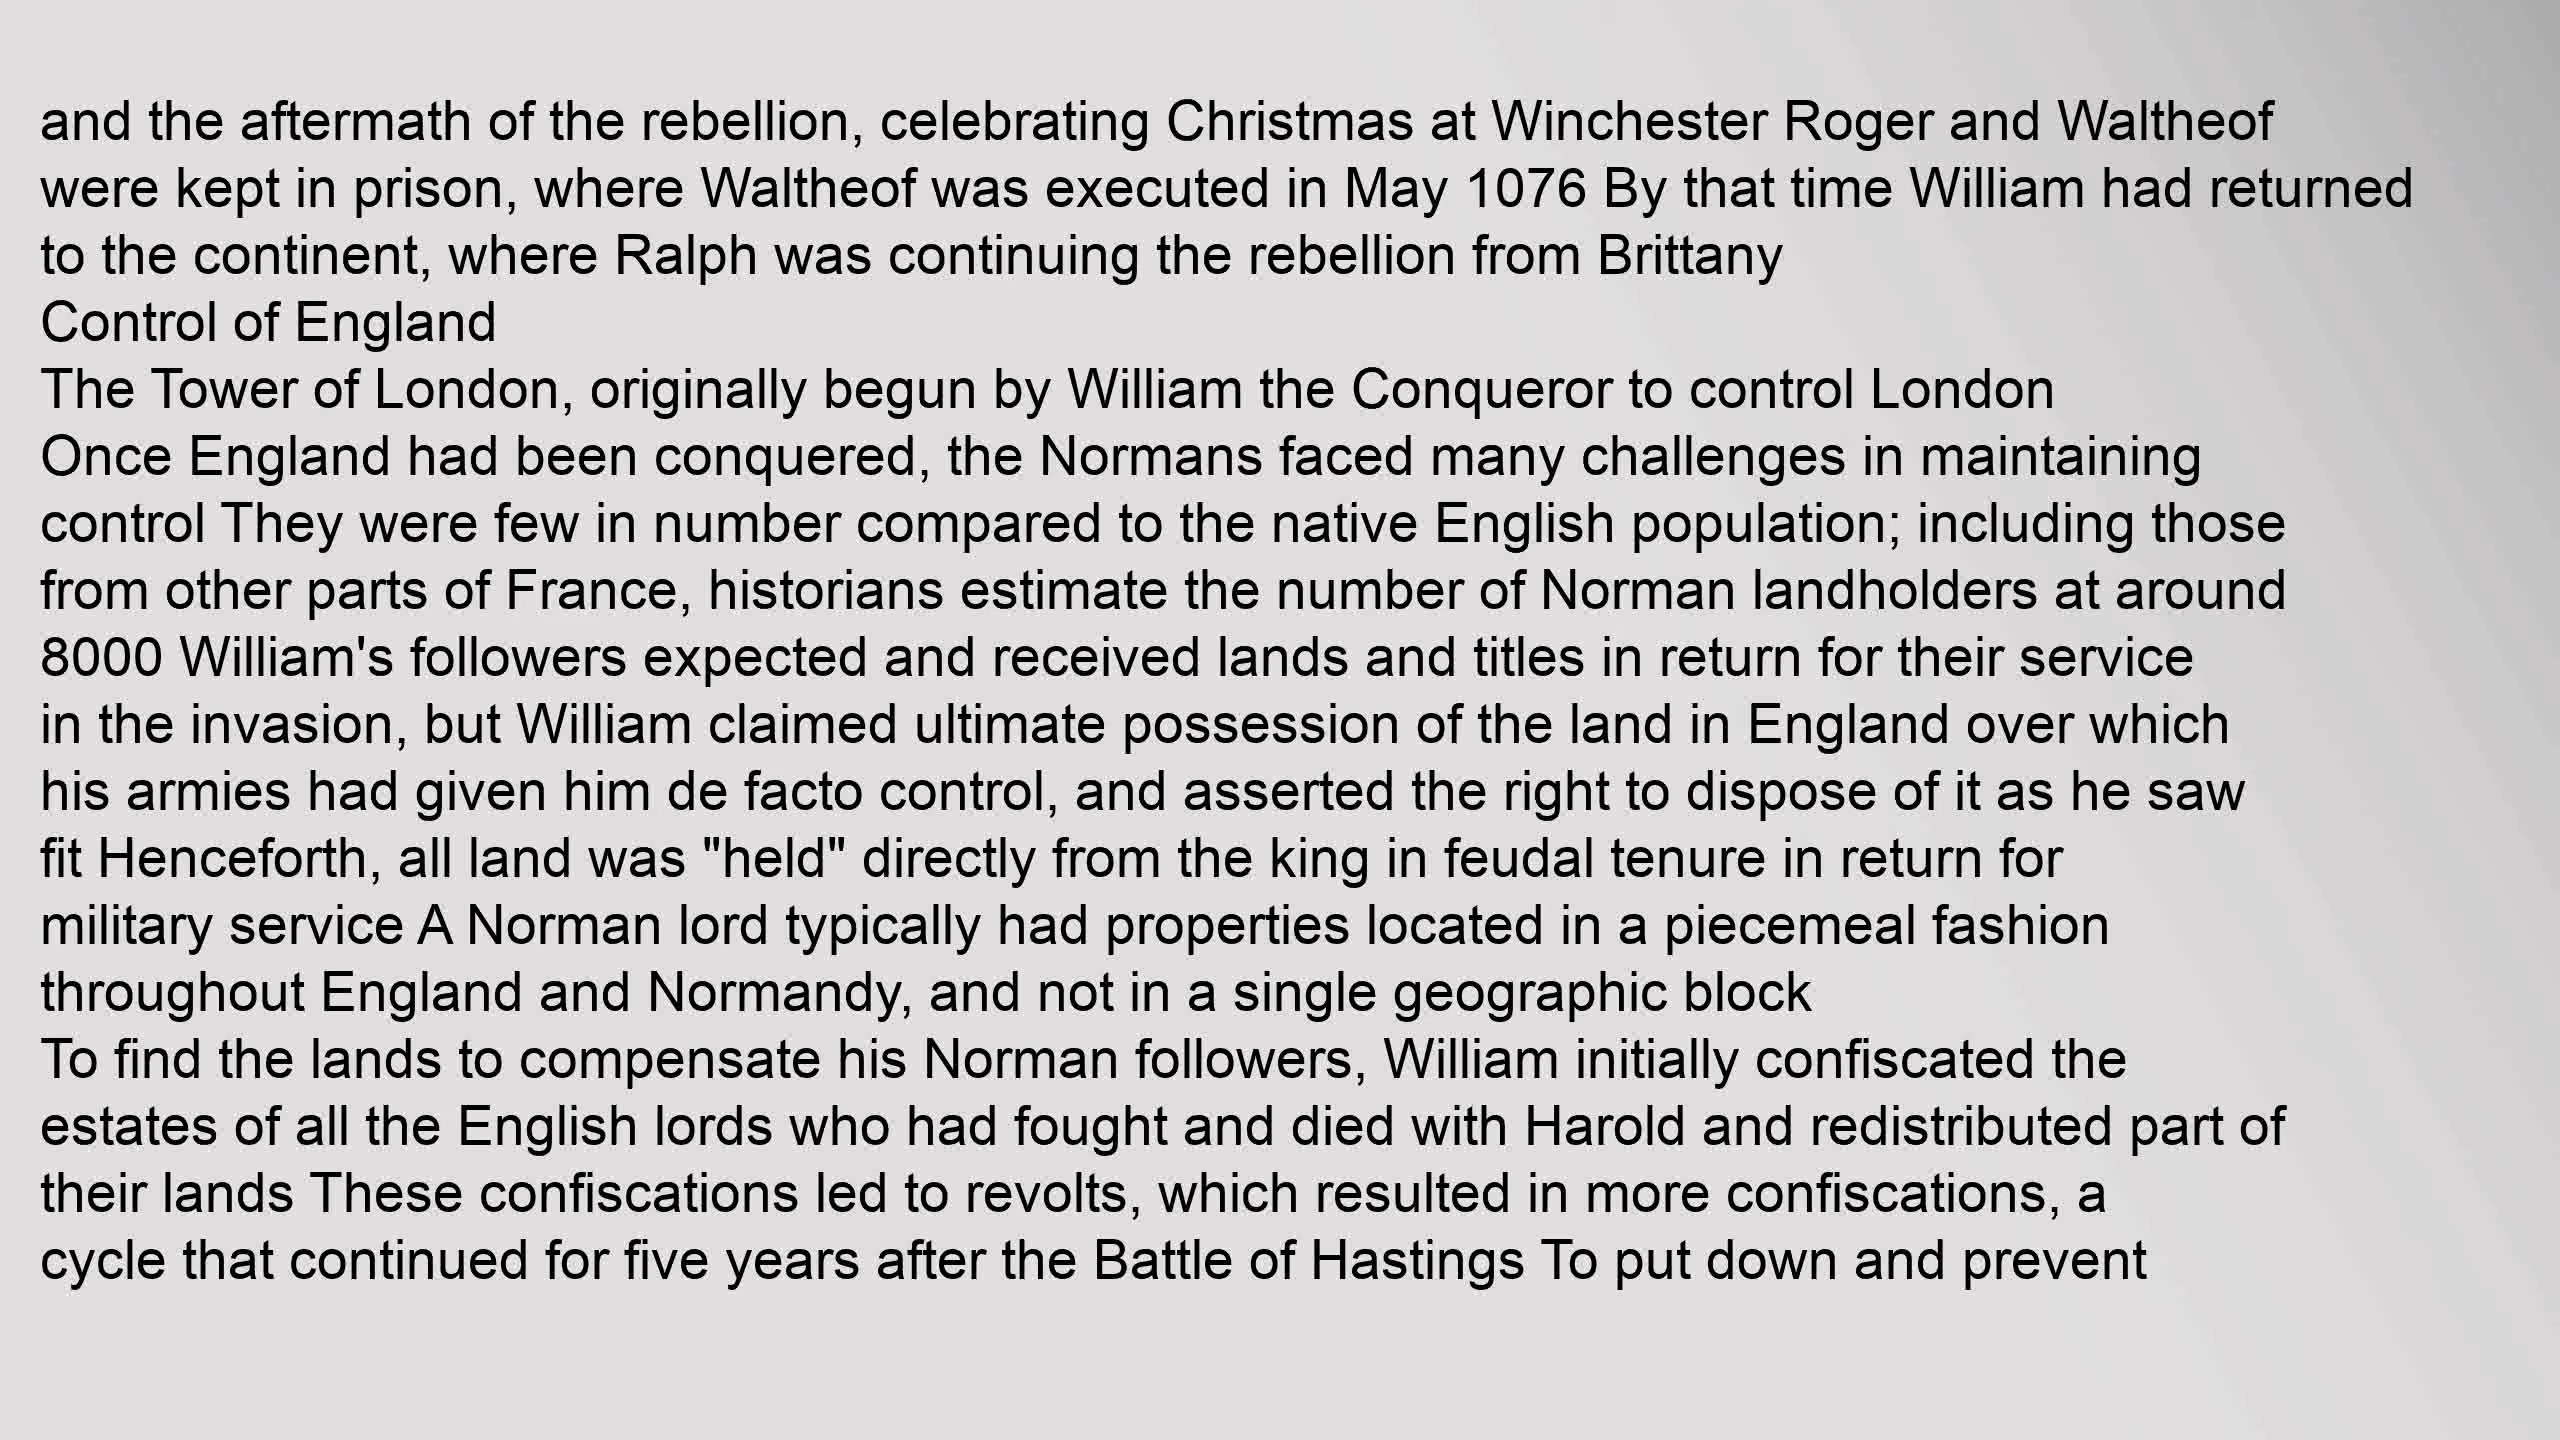 and the aftermath of the rebellion, celebrating Christmas at Winchester Roger and Waltheof
were kept in prison, where Waltheof was executed in May 1076 By that time William had returned
to the continent, where Ralph was continuing the rebellion from Brittany
Control of England
The Tower of London, originally begun by William the Conqueror to control London
Once England had been conquered, the Normans faced many challenges in maintaining
control They were few in number compared to the native English population; including those
from other parts of France, historians estimate the number of Norman landholders at around
8000 William's followers expected and received lands and titles in return for their service
in the invasion, but William claimed ultimate possession of the land in England over which
his armies had given him de facto control, and asserted the right to dispose of it as he saw
fit Henceforth, all land was "held" directly from the king in feudal tenure in return for
military service A Norman lord typically had properties located in a piecemeal fashion
throughout England and Normandy, and not in a single geographic block
To find the lands to compensate his Norman followers, William initially confiscated the
estates of all the English lords who had fought and died with Harold and redistributed part of
their lands These confiscations led to revolts, which resulted in more confiscations, a
cycle that continued for five years after the Battle of Hastings To put down and prevent